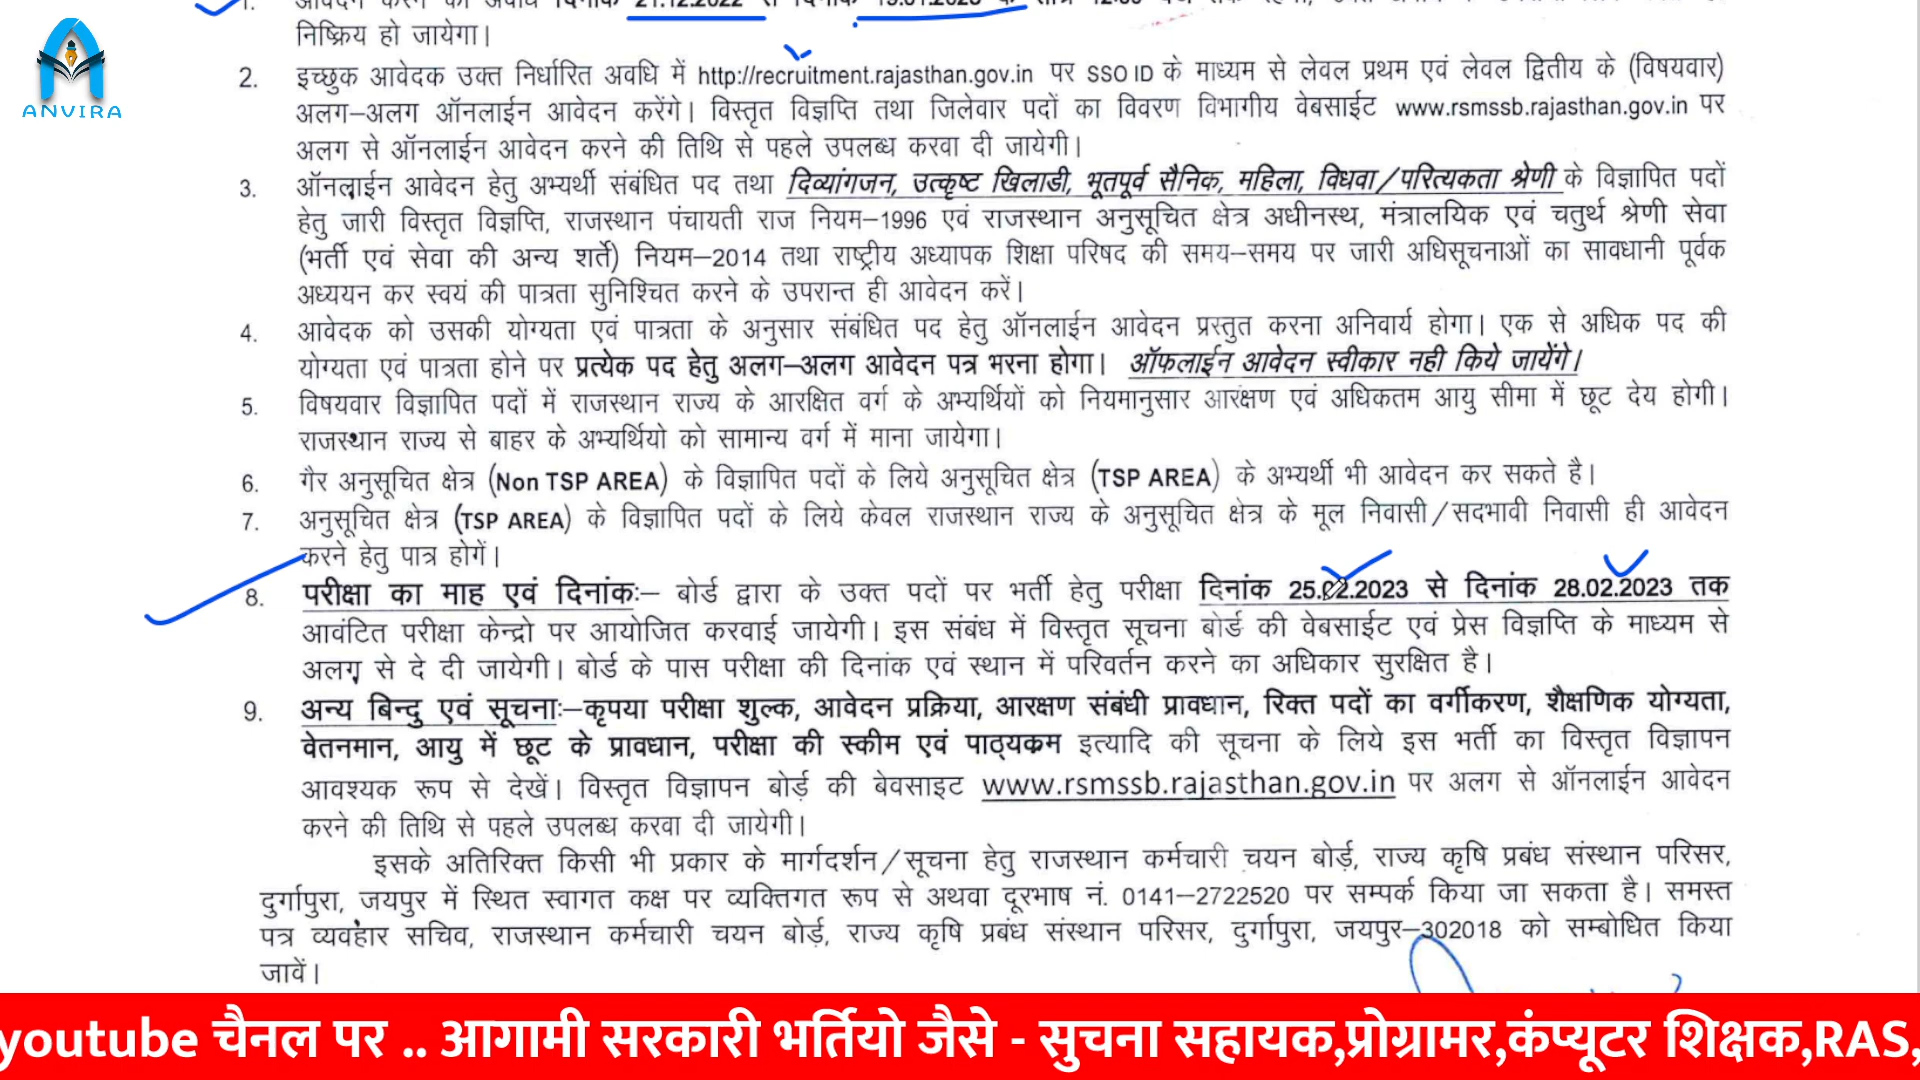 1. आवेदन करने की अवधि दिनांक 21.12.2022 से दिनांक
निष्क्रिय हो जायेगा।
ANVIRA
2. इच्छुक आवेदक उक्त निर्धारित अवधि में http://recruitment.rajasthan.gov.in पर SSO ID के माध्यम से लेवल प्रथम एवं लेवल द्वितीय के (विषयवार)
अलग–अलग ऑनलाईन आवेदन करेंगे। विस्तृत विज्ञप्ति तथा जिलेवार पदों का विवरण विभागीय वेबसाईट www.rsmssb.rajasthan.gov.in पर
अलग से ऑनलाईन आवेदन करने की तिथि से पहले उपलब्ध करवा दी जायेगी।
3. ऑनलाईन आवेदन हेतु अभ्यर्थी संबंधित पद तथा दिव्यांगजन, उत्कृष्ट खिलाडी, भूतपूर्व सैनिक, महिला, विधवा/परित्यकता श्रेणी के विज्ञापित पदों
हेतु जारी विस्तृत विज्ञप्ति, राजस्थान पंचायती राज नियम–1996 एवं राजस्थान अनुसूचित क्षेत्र अधीनस्थ, मंत्रालयिक एवं चतुर्थ श्रेणी सेवा
(भर्ती एवं सेवा की अन्य शर्ते) नियम–2014 तथा राष्ट्रीय अध्यापक शिक्षा परिषद की समय–समय पर जारी अधिसूचनाओं का सावधानी पूर्वक
अध्ययन कर स्वयं की पात्रता सुनिश्चित करने के उपरान्त ही आवेदन करें।
4. आवेदक को उसकी योग्यता एवं पात्रता के अनुसार संबंधित पद हेतु ऑनलाईन आवेदन प्रस्तुत करना अनिवार्य होगा। एक से अधिक पद की
योग्यता एवं पात्रता होने पर प्रत्येक पद हेतु अलग–अलग आवेदन पत्र भरना होगा। ऑफलाईन आवेदन स्वीकार नही किये जायेंगे।
5. विषयवार विज्ञापित पदों में राजस्थान राज्य के आरक्षित वर्ग के अभ्यर्थियों को नियमानुसार आरक्षण एवं अधिकतम आयु सीमा में छूट देय होगी।
राजस्थान राज्य से बाहर के अभ्यर्थियो को सामान्य वर्ग में माना जायेगा।
6. गैर अनुसूचित क्षेत्र (Non TSP AREA) के विज्ञापित पदों के लिये अनुसूचित क्षेत्र (TSP AREA) के अभ्यर्थी भी आवेदन कर सकते है।
7. अनुसूचित क्षेत्र (TSP AREA) के विज्ञापित पदों के लिये केवल राजस्थान राज्य के अनुसूचित क्षेत्र के मूल निवासी/सदभावी निवासी ही आवेदन
करने हेतु पात्र होगें।
8. परीक्षा का माह एवं दिनांकः– बोर्ड द्वारा के उक्त पदों पर भर्ती हेतु परीक्षा दिनांक 25.02.2023 से दिनांक 28.02.2023 तक
आवंटित परीक्षा केन्द्रो पर आयोजित करवाई जायेगी। इस संबंध में विस्तृत सूचना बोर्ड की वेबसाईट एवं प्रेस विज्ञप्ति के माध्यम से
अलग से दे दी जायेगी। बोर्ड के पास परीक्षा की दिनांक एवं स्थान में परिवर्तन करने का अधिकार सुरक्षित है।
9. अन्य बिन्दु एवं सूचनाः–कृपया परीक्षा शुल्क, आवेदन प्रक्रिया, आरक्षण संबंधी प्रावधान, रिक्त पदों का वर्गीकरण, शैक्षणिक योग्यता,
वेतनमान, आयु में छूट के प्रावधान, परीक्षा की स्कीम एवं पाठ्यकम इत्यादि की सूचना के लिये इस भर्ती का विस्तृत विज्ञापन
आवश्यक रूप से देखें। विस्तृत विज्ञापन बोर्ड की बेवसाइट www.rsmssb.rajasthan.gov.in पर अलग से ऑनलाईन आवेदन
करने की तिथि से पहले उपलब्ध करवा दी जायेगी।
इसके अतिरिक्त किसी भी प्रकार के मार्गदर्शन/सूचना हेतु राजस्थान कर्मचारी चयन बोर्ड, राज्य कृषि प्रबंध संस्थान परिसर,
दुर्गापुरा, जयपुर में स्थित स्वागत कक्ष पर व्यक्तिगत रूप से अथवा दूरभाष नं. 0141–2722520 पर सम्पर्क किया जा सकता है। समस्त
पत्र व्यवहार सचिव, राजस्थान कर्मचारी चयन बोर्ड, राज्य कृषि प्रबंध संस्थान परिसर, दुर्गापुरा, जयपुर–302018 को सम्बोधित किया
जावें।
youtube चैनल पर .. आगामी सरकारी भर्तियो जैसे - सुचना सहायक,प्रोग्रामर,कंप्यूटर शिक्षक,RAS,